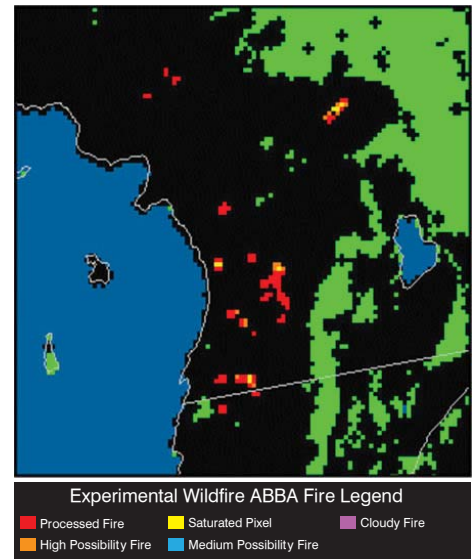 Experimental Wildfire ABBA Fire Legend
Processed Fire Saturated Pixel Cloudy Fire
High Possibility Fire Medium Possibility Fire